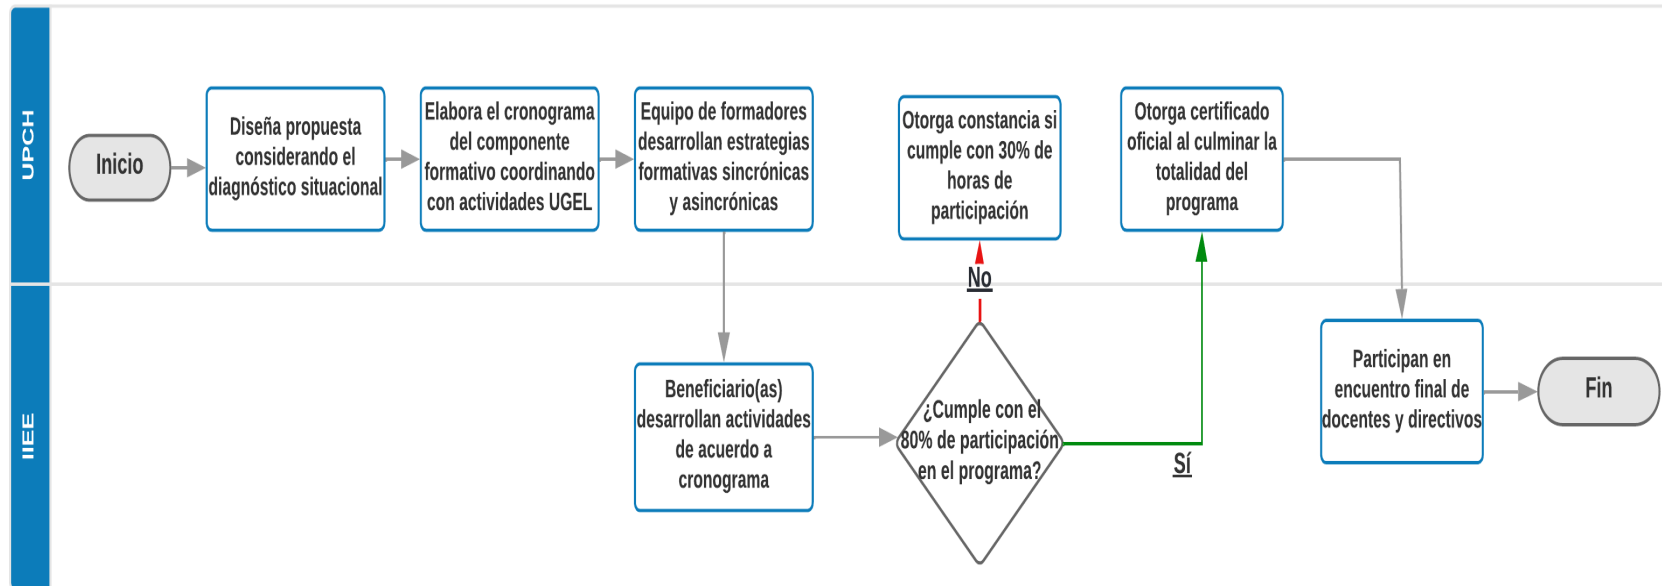 UPCH
Inicio
Diseña propuesta
considerando el
diagnóstico situacional
Elabora el cronograma
del componente
formativo coordinando
con actividades UGEL
Equipo de formadores
desarrollan estrategias
formativas sincrónicas
y asincrónicas
Otorga constancia si
cumple con 30% de
horas de
participación
Otorga certificado
oficial al culminar la
totalidad del
programa
No
IIEE
Beneficiario(as)
desarrollan actividades
de acuerdo a
cronograma
¿Cumple con el
80% de participación
en el programa?
Sí
Participan en
encuentro final de
docentes y directivos
Fin